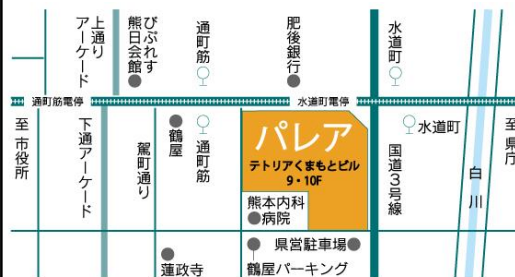 上通り
アーケード
びぷれす
熊日会館
通町筋
肥後銀行
水道町
通町筋電停
水道町電停
至 市役所
下通アーケード
駕町通り
鶴屋
通町筋
パレア
テトリアくまもとビル
9・10F
熊本内科
病院
国道3号線
水道町
白川
至 県庁
県営駐車場
蓮政寺
鶴屋パーキング